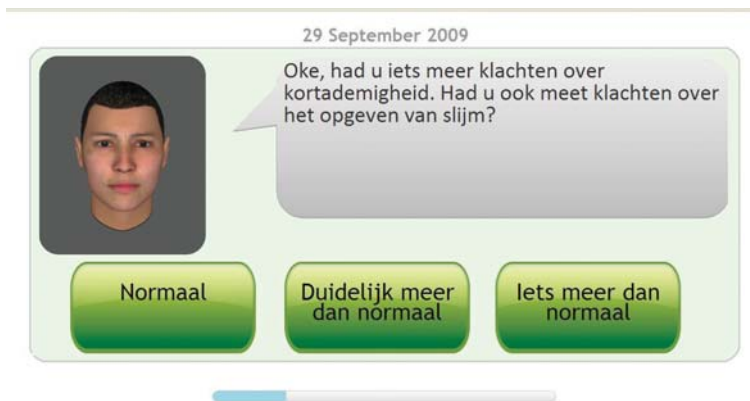 29 September 2009
Oke, had u iets meer klachten over
kortademigheid. Had u ook meet klachten over
het opgeven van slijm?
Normaal
Duidelijk meer
dan normaal
Iets meer dan
normaal